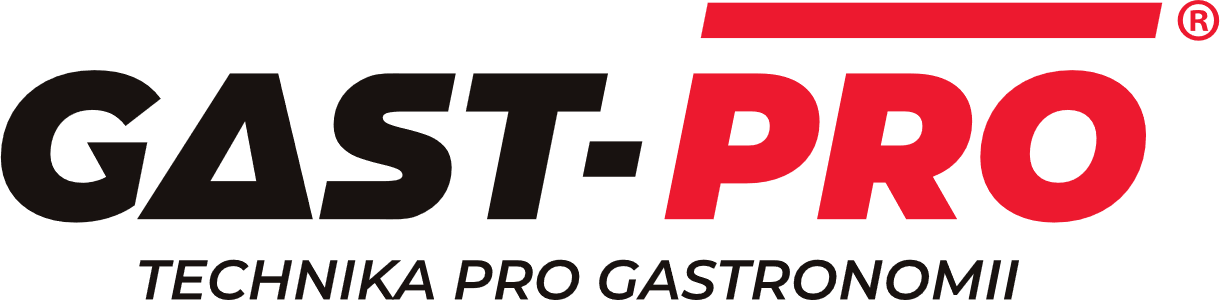 GAST-PRO®
TECHNIKA PRO GASTRONOMII